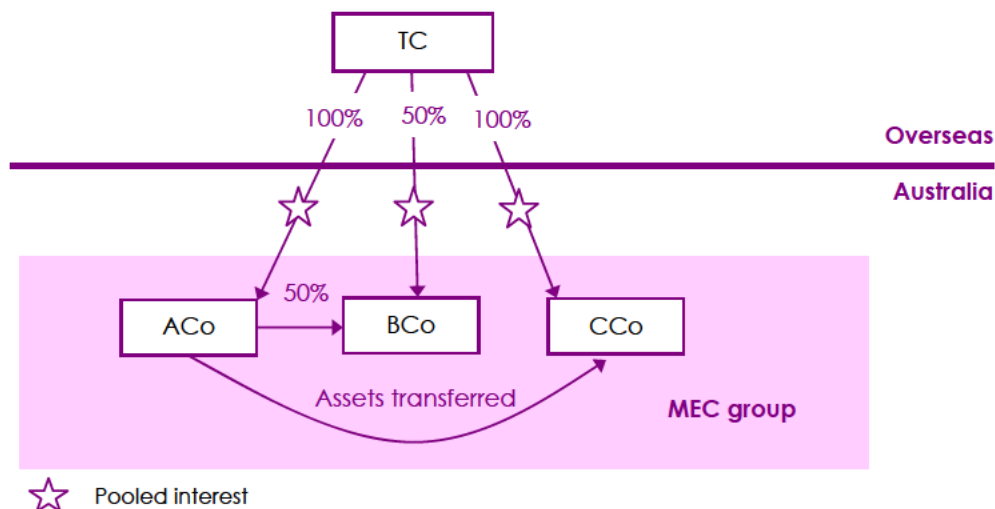 TC
100%
50%
100%
Overseas
Australia
50%
ACo
BCo
CCo
Assets transferred
MEC group
Pooled interest